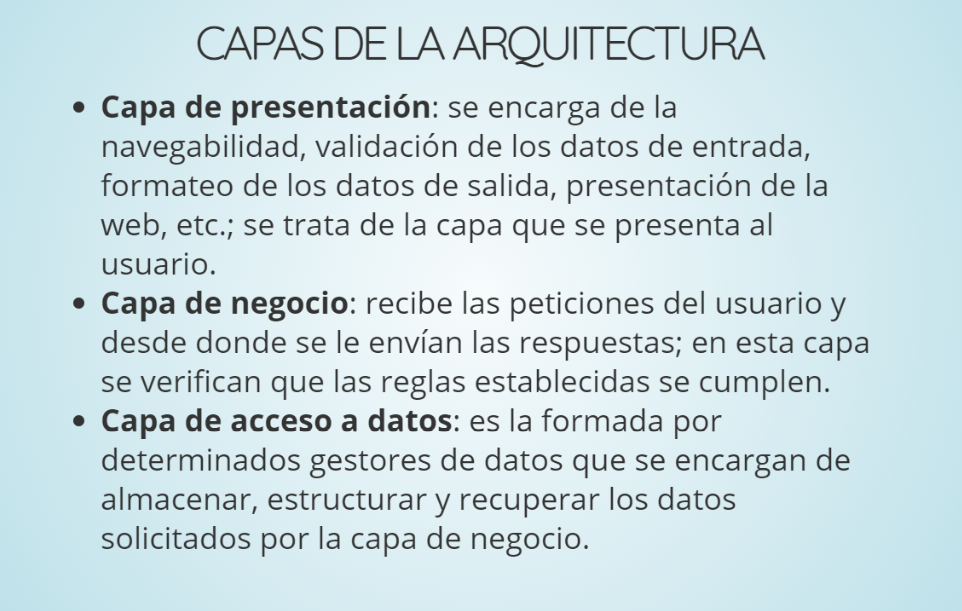 CAPAS DE LA ARQUITECTURA
• Capa de presentación: se encarga de la
navegabilidad, validación de los datos de entrada,
formateo de los datos de salida, presentación de la
web, etc.; se trata de la capa que se presenta al
usuario.
• Capa de negocio: recibe las peticiones del usuario y
desde donde se le envían las respuestas; en esta capa
se verifican que las reglas establecidas se cumplen.
• Capa de acceso a datos: es la formada por
determinados gestores de datos que se encargan de
almacenar, estructurar y recuperar los datos
solicitados por la capa de negocio.